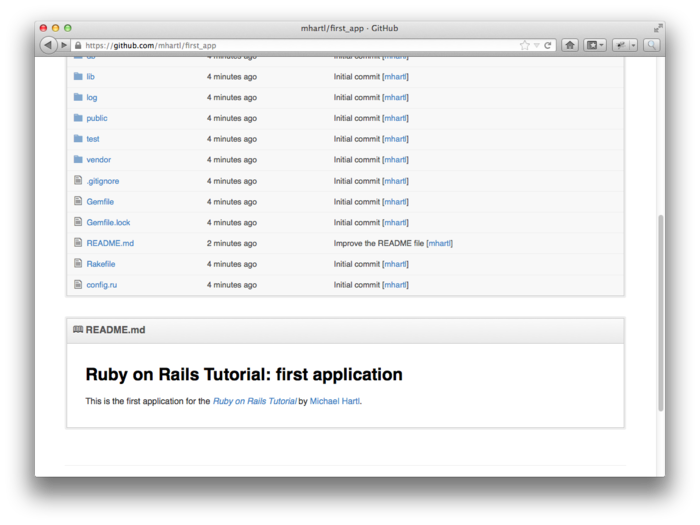 mhartl/first_app · GitHub
https://github.com/mhartl/first_app
db 4 minutes ago Initial commit [mhartl]
lib 4 minutes ago Initial commit [mhartl]
log 4 minutes ago Initial commit [mhartl]
public 4 minutes ago Initial commit [mhartl]
test 4 minutes ago Initial commit [mhartl]
vendor 4 minutes ago Initial commit [mhartl]
.gitignore 4 minutes ago Initial commit [mhartl]
Gemfile 4 minutes ago Initial commit [mhartl]
Gemfile.lock 4 minutes ago Initial commit [mhartl]
README.md 2 minutes ago Improve the README file [mhartl]
Rakefile 4 minutes ago Initial commit [mhartl]
config.ru 4 minutes ago Initial commit [mhartl]
README.md
Ruby on Rails Tutorial: first application
This is the first application for the Ruby on Rails Tutorial by Michael Hartl.